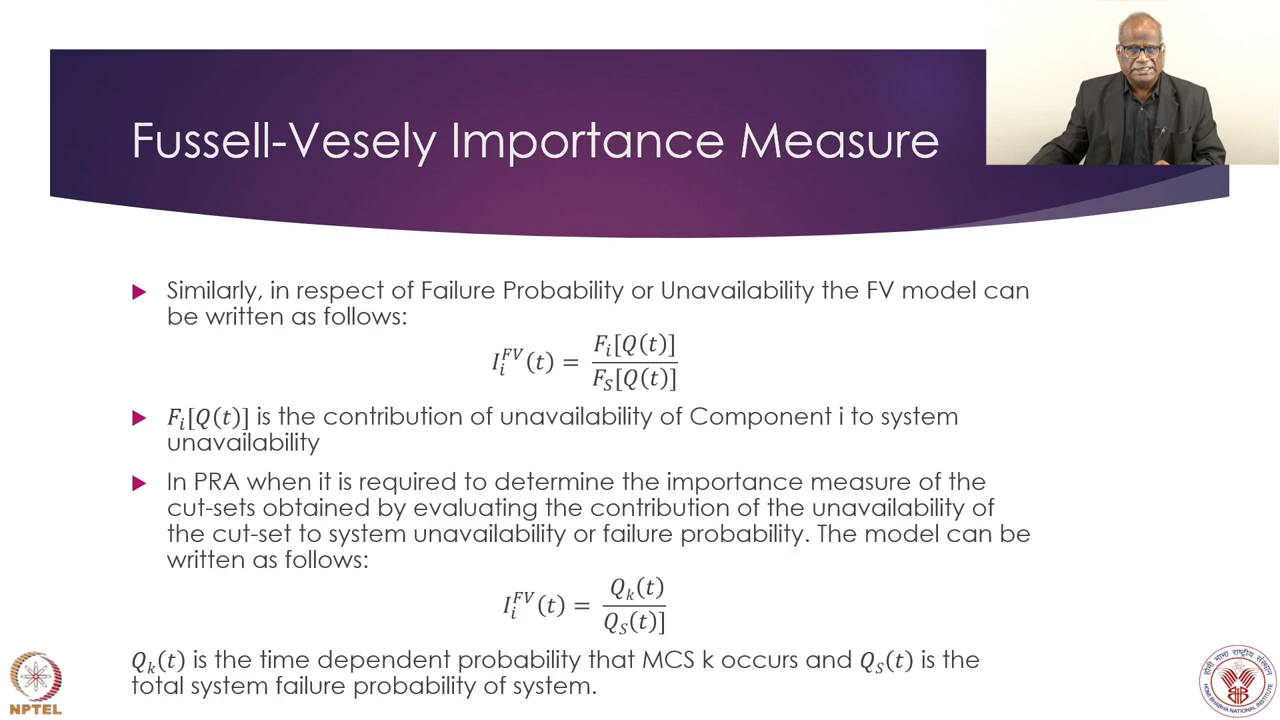 Fussell-Vesely Importance Measure
Similarly, in respect of Failure Probability or Unavailability the FV model can
be written as follows:
I_i^{FV}(t) = F_i[Q(t)] / F_S[Q(t)]
F_i[Q(t)] is the contribution of unavailability of Component i to system
unavailability
In PRA when it is required to determine the importance measure of the
cut-sets obtained by evaluating the contribution of the unavailability of
the cut-set to system unavailability or failure probability. The model can be
written as follows:
I_i^{FV}(t) = Q_k(t) / Q_S(t)]
Q_k(t) is the time dependent probability that MCS k occurs and Q_S(t) is the
total system failure probability of system.
NPTEL
होमी भाभा राष्ट्रीय संस्थान
HOMI BHABHA NATIONAL INSTITUTE